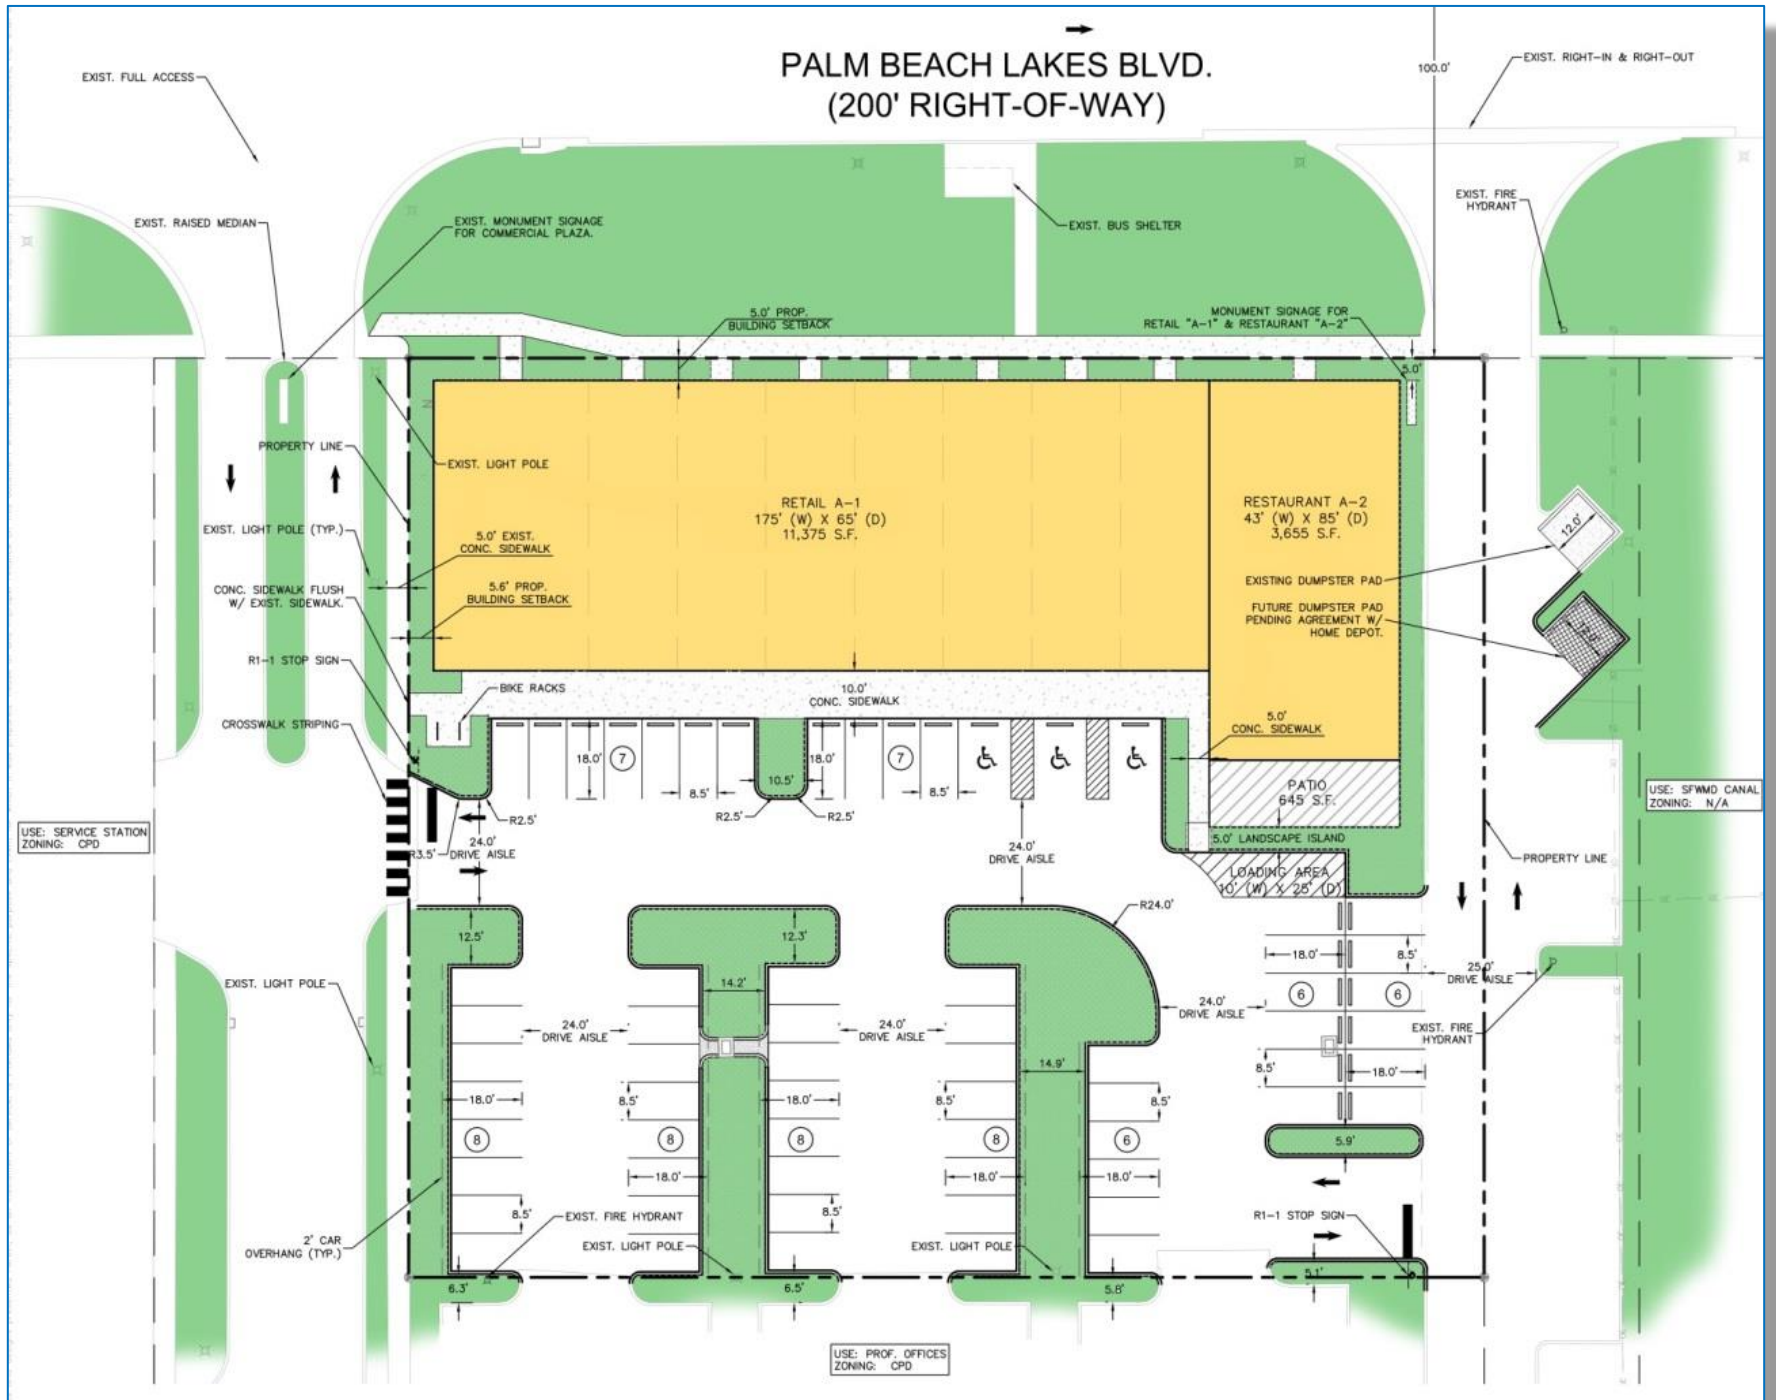 PALM BEACH LAKES BLVD.
(200' RIGHT-OF-WAY)
100.0'
EXIST. FULL ACCESS
EXIST. RIGHT-IN & RIGHT-OUT
EXIST. RAISED MEDIAN
EXIST. MONUMENT SIGNAGE
FOR COMMERCIAL PLAZA.
EXIST. BUS SHELTER
EXIST. FIRE
HYDRANT
5.0' PROP.
BUILDING SETBACK
MONUMENT SIGNAGE FOR
RETAIL "A-1" & RESTAURANT "A-2"
5.0'
PROPERTY LINE
EXIST. LIGHT POLE
RETAIL A-1
175' (W) X 65' (D)
11,375 S.F.
RESTAURANT A-2
43' (W) X 85' (D)
3,655 S.F.
EXIST. LIGHT POLE (TYP.)
5.0' EXIST.
CONC. SIDEWALK
12.0'
CONC. SIDEWALK FLUSH
W/ EXIST. SIDEWALK.
5.6' PROP.
BUILDING SETBACK
EXISTING DUMPSTER PAD
FUTURE DUMPSTER PAD
PENDING AGREEMENT W/
HOME DEPOT.
12.0'
R1-1 STOP SIGN
BIKE RACKS
10.0'
CONC. SIDEWALK
CROSSWALK STRIPING
5.0'
CONC. SIDEWALK
18.0'
7
8.5'
10.5'
18.0'
7
8.5'
R2.5'
R2.5'
R2.5'
PATIO
645 S.F.
USE: SFWMD CANAL
ZONING: N/A
USE: SERVICE STATION
ZONING: CPD
R3.5'
24.0'
DRIVE AISLE
24.0'
DRIVE AISLE
5.0' LANDSCAPE ISLAND
LOADING AREA
10' (W) X 25' (D)
PROPERTY LINE
R24.0'
12.5'
12.3'
18.0'
8.5'
25.0'
DRIVE AISLE
EXIST. LIGHT POLE
14.2'
6
6
24.0'
DRIVE AISLE
24.0'
DRIVE AISLE
24.0'
DRIVE AISLE
EXIST. FIRE
HYDRANT
14.9'
8.5'
18.0'
18.0'
8.5'
18.0'
8.5'
8.5'
8
8
8
8
6
5.9'
18.0'
18.0'
18.0'
8.5'
8.5'
EXIST. FIRE HYDRANT
R1-1 STOP SIGN
2' CAR
OVERHANG (TYP.)
EXIST. LIGHT POLE
EXIST. LIGHT POLE
6.3'
6.5'
5.8'
5.1'
USE: PROF. OFFICES
ZONING: CPD